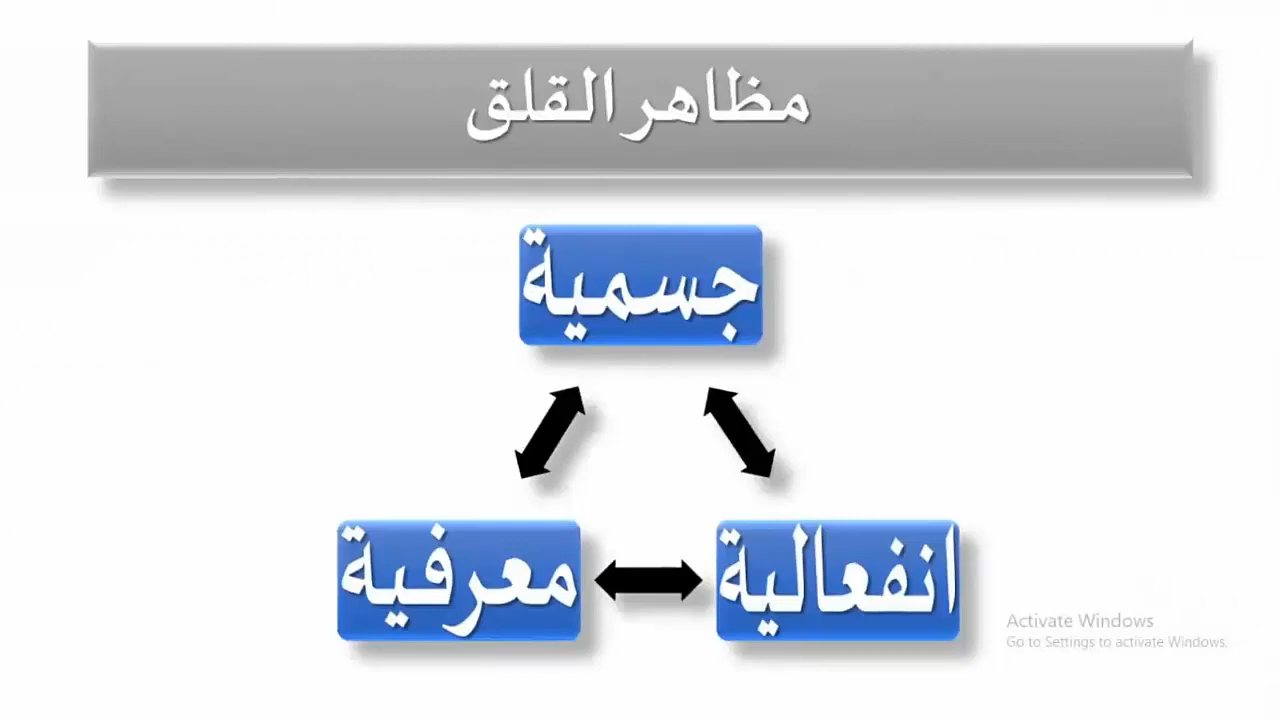 مظاهر القلق
جسمية
انفعالية
معرفية
Activate Windows
Go to Settings to activate Windows.